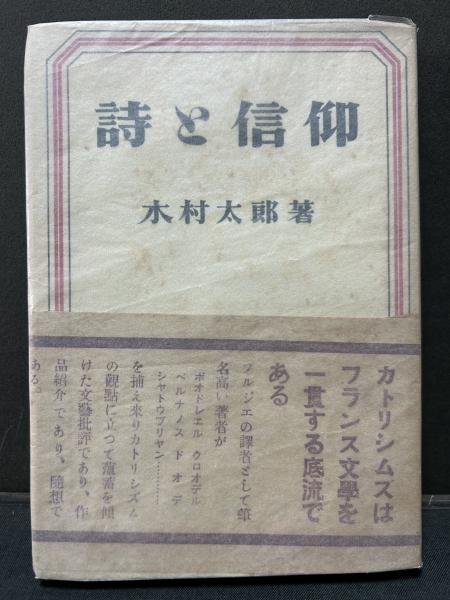 詩と信仰
木村太郎著
カトリシムズは
フランス文學を
一貫する底流で
ある
ブルジエの譯者として筆
名高い著者が
ボオドレエル クロオデル
ベルナノス ド オ デ
シャトウブリヤン…………
を捕え來りカトリシズム
の觀點に立つて蘊蓄を傾
けた文藝批評であり、作
品紹介であり、隨想で
ある。